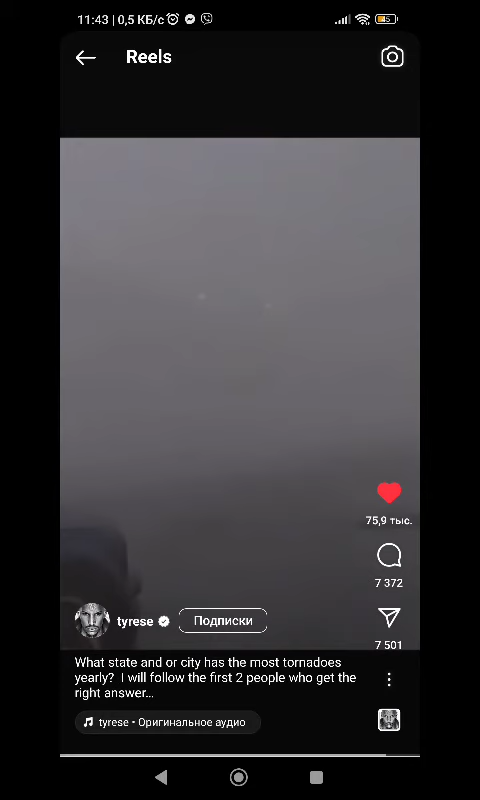 11:43 | 0,5 КБ/с
45
Reels
75,9 тыс.
7 372
tyrese
Подписки
7 501
What state and or city has the most tornadoes
yearly? I will follow the first 2 people who get the
right answer...
tyrese • Оригинальное аудио